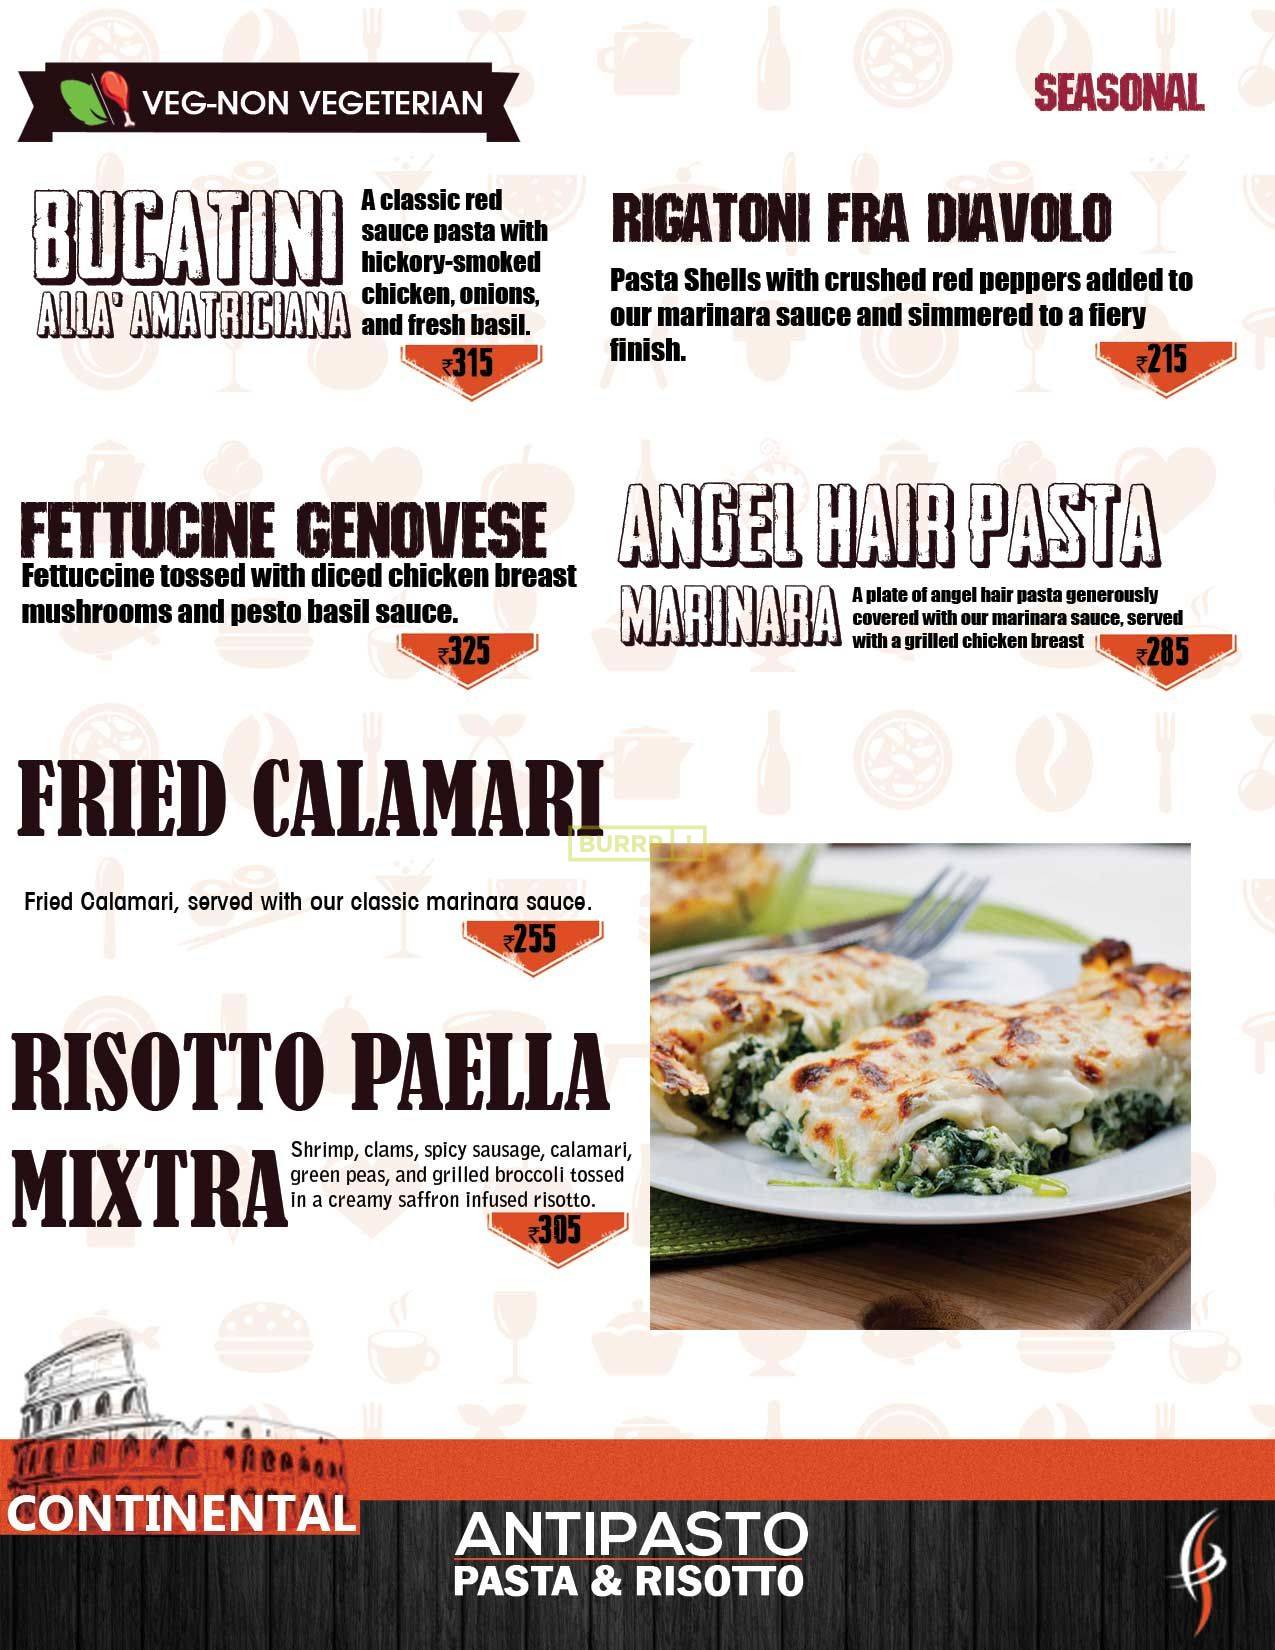 VEG-NON VEGETERIAN
SEASONAL
BUCATINI
ALLA' AMATRICIANA
A classic red
sauce pasta with
hickory-smoked
chicken, onions,
and fresh basil.
₹315
RIGATONI FRA DIAVOLO
Pasta Shells with crushed red peppers added to
our marinara sauce and simmered to a fiery
finish.
₹215
FETTUCINE GENOVESE
Fettuccine tossed with diced chicken breast
mushrooms and pesto basil sauce.
₹325
ANGEL HAIR PASTA
MARINARA
A plate of angel hair pasta generously
covered with our marinara sauce, served
with a grilled chicken breast
₹285
FRIED CALAMARI
BURRP!
Fried Calamari, served with our classic marinara sauce.
₹255
RISOTTO PAELLA
MIXTRA
Shrimp, clams, spicy sausage, calamari,
green peas, and grilled broccoli tossed
in a creamy saffron infused risotto.
₹305
CONTINENTAL
ANTIPASTO
PASTA & RISOTTO